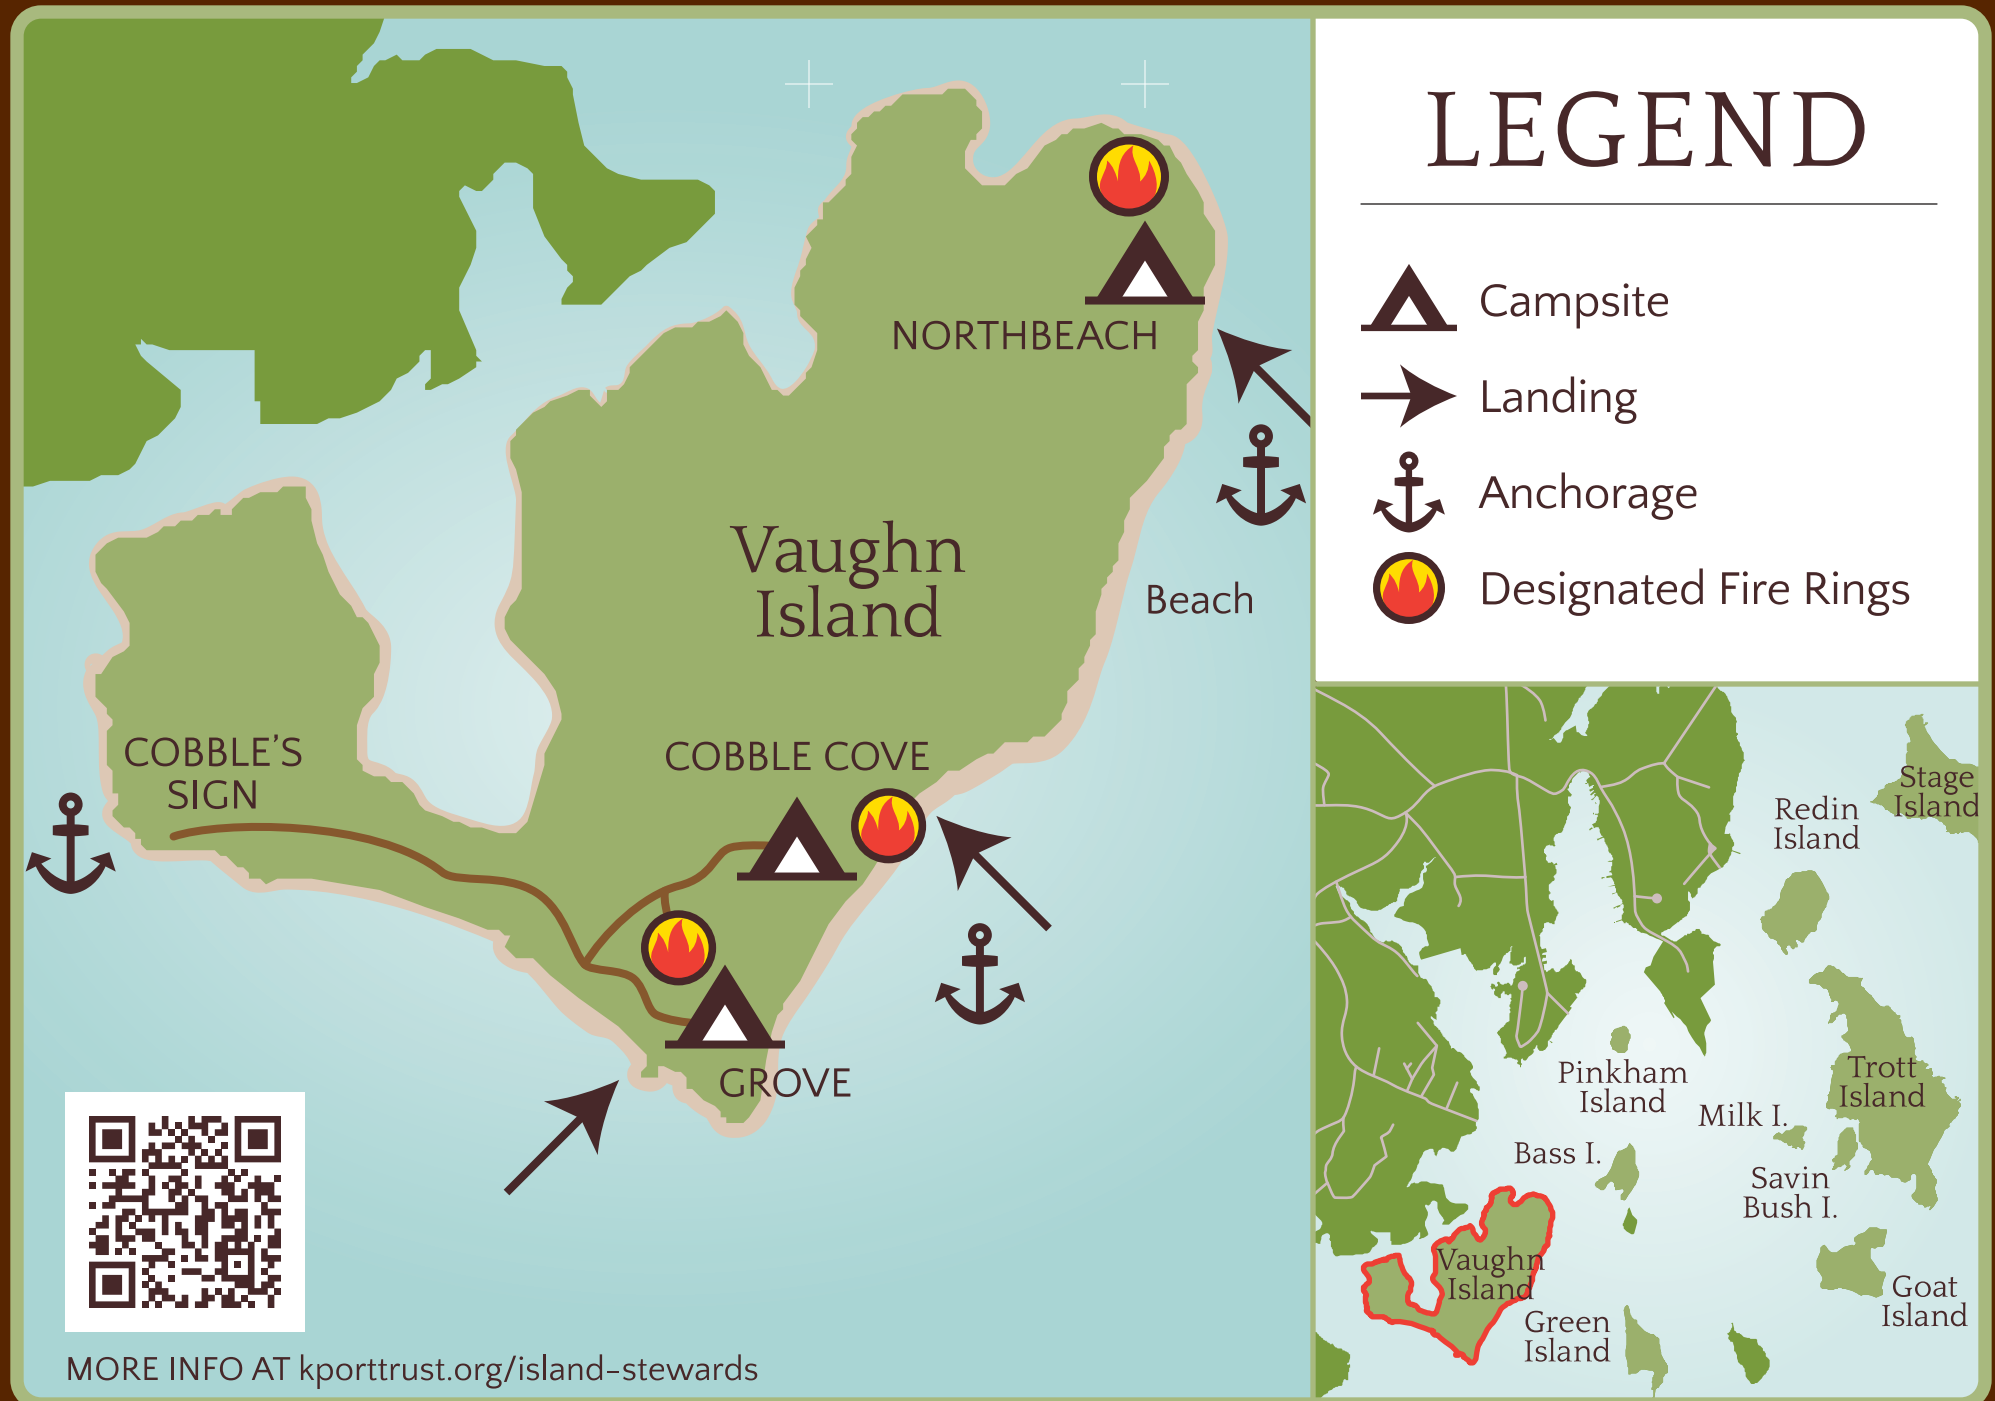 NORTHBEACH
Vaughn
Island
Beach
COBBLE'S
SIGN
COBBLE COVE
GROVE
MORE INFO AT kporttrust.org/island-stewards
LEGEND
Campsite
Landing
Anchorage
Designated Fire Rings
Stage
Island
Redin
Island
Trott
Island
Pinkham
Island
Milk I.
Bass I.
Savin
Bush I.
Vaughn
Island
Goat
Island
Green
Island